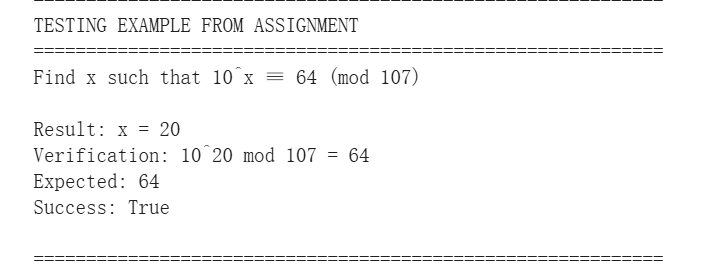 ============================================================
TESTING EXAMPLE FROM ASSIGNMENT
============================================================
Find x such that 10^x ≡ 64 (mod 107)
Result: x = 20
Verification: 10^20 mod 107 = 64
Expected: 64
Success: True
============================================================